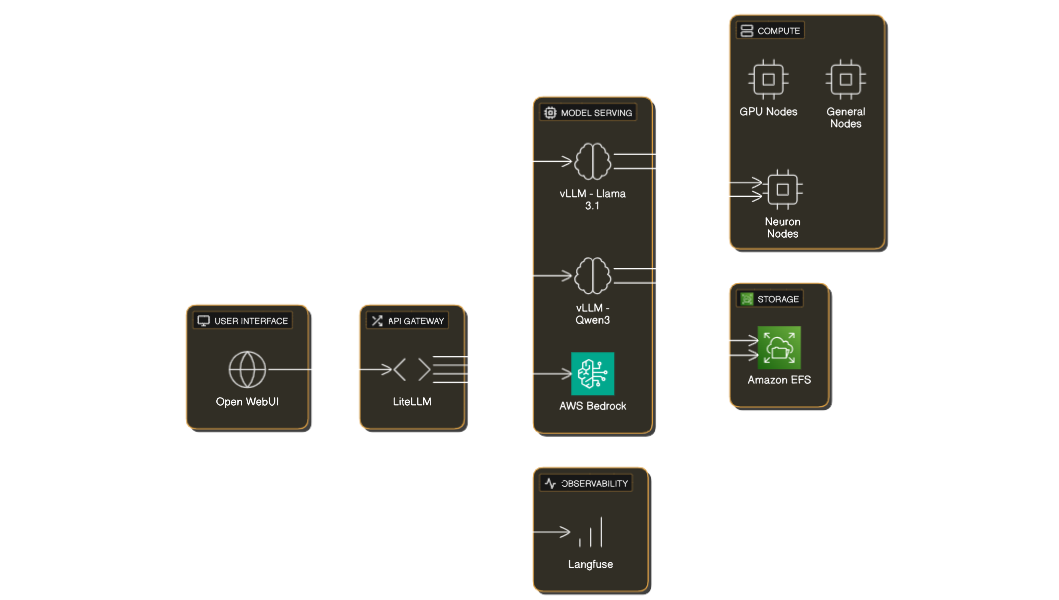 USER INTERFACE
Open WebUI
API GATEWAY
LiteLLM
MODEL SERVING
vLLM - Llama
3.1
vLLM -
Qwen3
AWS Bedrock
OBSERVABILITY
Langfuse
COMPUTE
GPU Nodes
General
Nodes
Neuron
Nodes
STORAGE
Amazon EFS